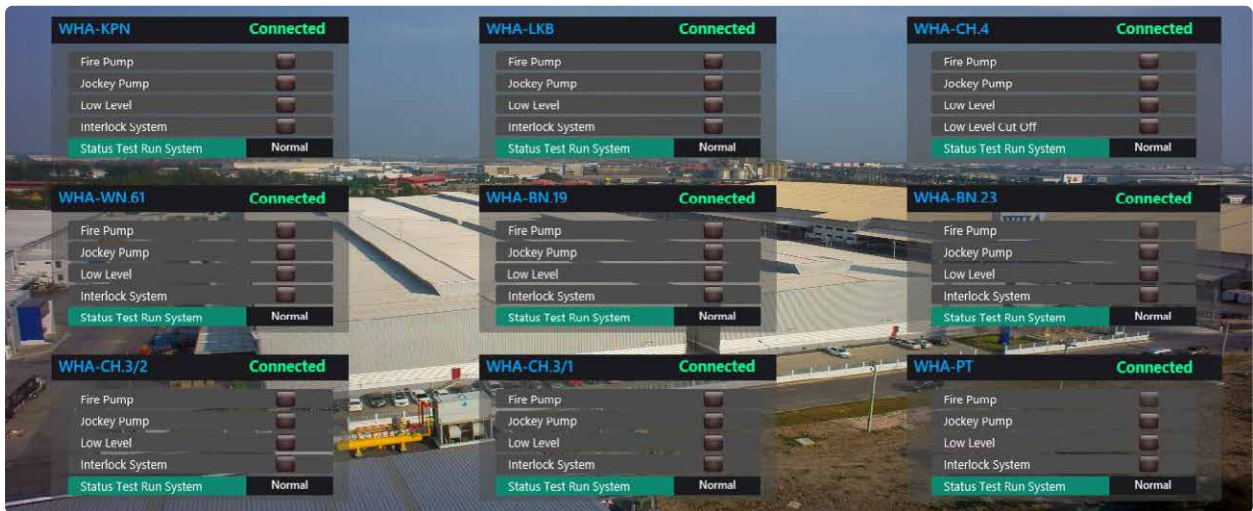 WHA-KPN Connected
Fire Pump
Jockey Pump
Low Level
Interlock System
Status Test Run System Normal
WHA-LKB Connected
Fire Pump
Jockey Pump
Low Level
Interlock System
Status Test Run System Normal
WHA-CH.4 Connected
Fire Pump
Jockey Pump
Low Level
Low Level Cut Off
Status Test Run System Normal
WHA-WN.61 Connected
Fire Pump
Jockey Pump
Low Level
Interlock System
Status Test Run System Normal
WHA-BN.19 Connected
Fire Pump
Jockey Pump
Low Level
Interlock System
Status Test Run System Normal
WHA-BN.23 Connected
Fire Pump
Jockey Pump
Low Level
Interlock System
Status Test Run System Normal
WHA-CH.3/2 Connected
Fire Pump
Jockey Pump
Low Level
Interlock System
Status Test Run System Normal
WHA-CH.3/1 Connected
Fire Pump
Jockey Pump
Low Level
Interlock System
Status Test Run System Normal
WHA-PT Connected
Fire Pump
Jockey Pump
Low Level
Interlock System
Status Test Run System Normal